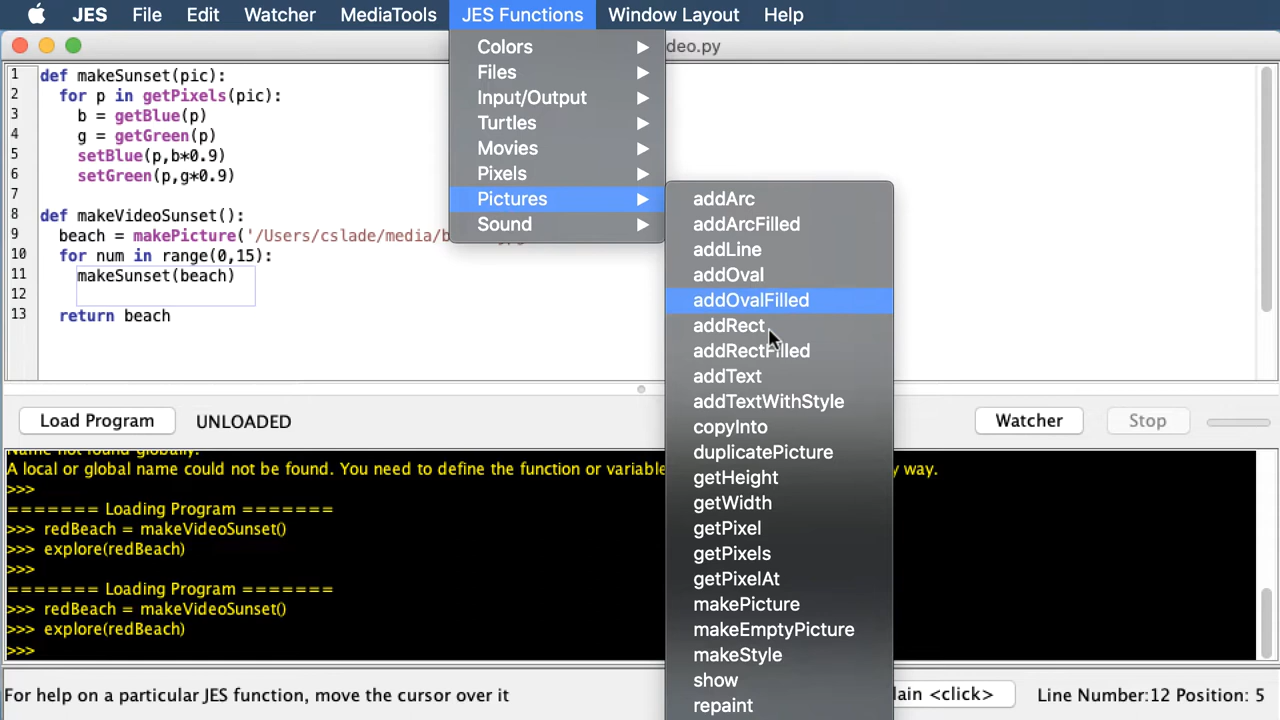 JES File Edit Watcher MediaTools JES Functions Window Layout Help
deo.py
Colors
Files
Input/Output
Turtles
Movies
Pixels
Pictures
Sound
addArc
addArcFilled
addLine
addOval
addOvalFilled
addRect
addRectFilled
addText
addTextWithStyle
copyInto
duplicatePicture
getHeight
getWidth
getPixel
getPixels
getPixelAt
makePicture
makeEmptyPicture
makeStyle
show
repaint
1 def makeSunset(pic):
2 for p in getPixels(pic):
3 b = getBlue(p)
4 g = getGreen(p)
5 setBlue(p,b*0.9)
6 setGreen(p,g*0.9)
7
8 def makeVideoSunset():
9 beach = makePicture('/Users/cslade/media/b
10 for num in range(0,15):
11 makeSunset(beach)
12
13 return beach
Load Program UNLOADED Watcher Stop
Name not found globally.
A local or global name could not be found. You need to define the function or variable y way.
>>>
======= Loading Program =======
>>> redBeach = makeVideoSunset()
>>> explore(redBeach)
>>>
======= Loading Program =======
>>> redBeach = makeVideoSunset()
>>> explore(redBeach)
>>>
For help on a particular JES function, move the cursor over it lain <click> Line Number:12 Position: 5